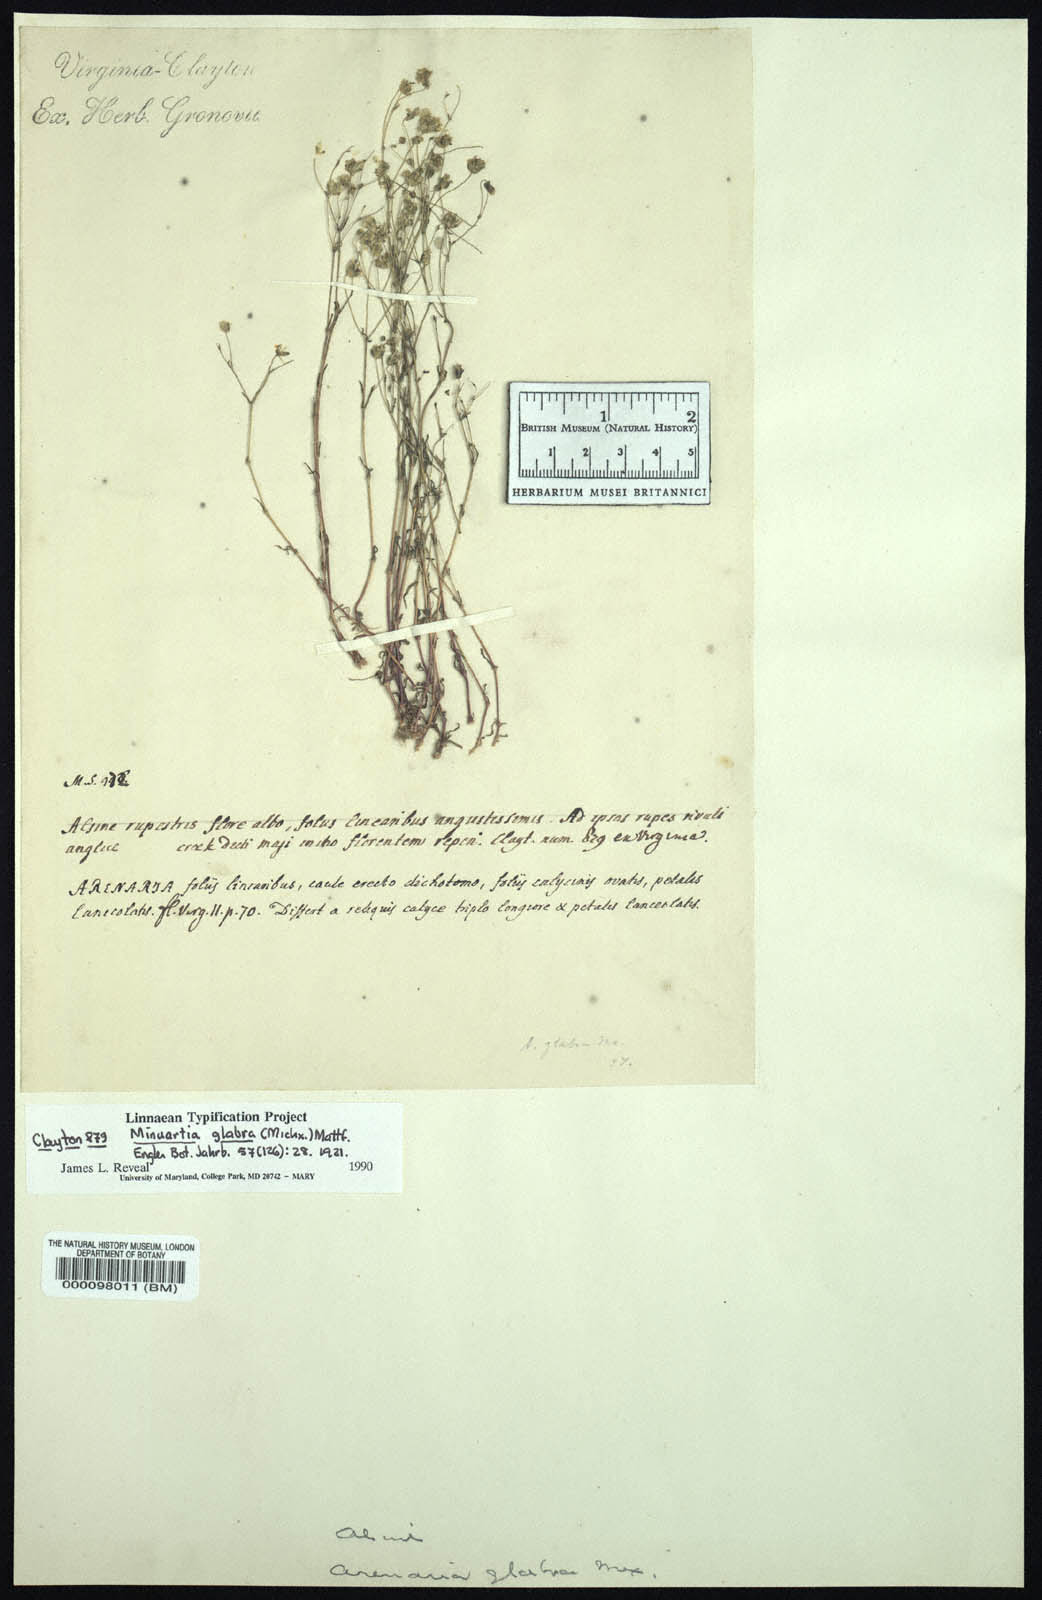 Virginia-Clayton
Ex. Herb. Gronovii
1 2
BRITISH MUSEUM (NATURAL HISTORY)
1 2 3 4 5
HERBARIUM MUSEI BRITANNICI
M.S.
Alsine rupestris flore albo, foliis linearibus angustissimis. Ad ipsas rupes rivuli
anglice creek dicti Maji initio florentem reperi. Clayt. num. 879 ex Virginia.
ARENARIA foliis linearibus, caule erecto dichotomo, foliis calycinis ovatis, petalis
lanceolatis. fl. Virg. II. p. 70. Differt a reliquis calyce triplo longiore & petalis lanceolatis.
A. glabra Mx.
Linnaean Typification Project
Clayton 879 Minuartia glabra (Michx.) Mattf.
Engler Bot. Jahrb. 57(126): 28. 1921.
James L. Reveal 1990
University of Maryland, College Park, MD 20742 – MARY
THE NATURAL HISTORY MUSEUM, LONDON
DEPARTMENT OF BOTANY
000098011 (BM)
Arenaria glabra Mx.